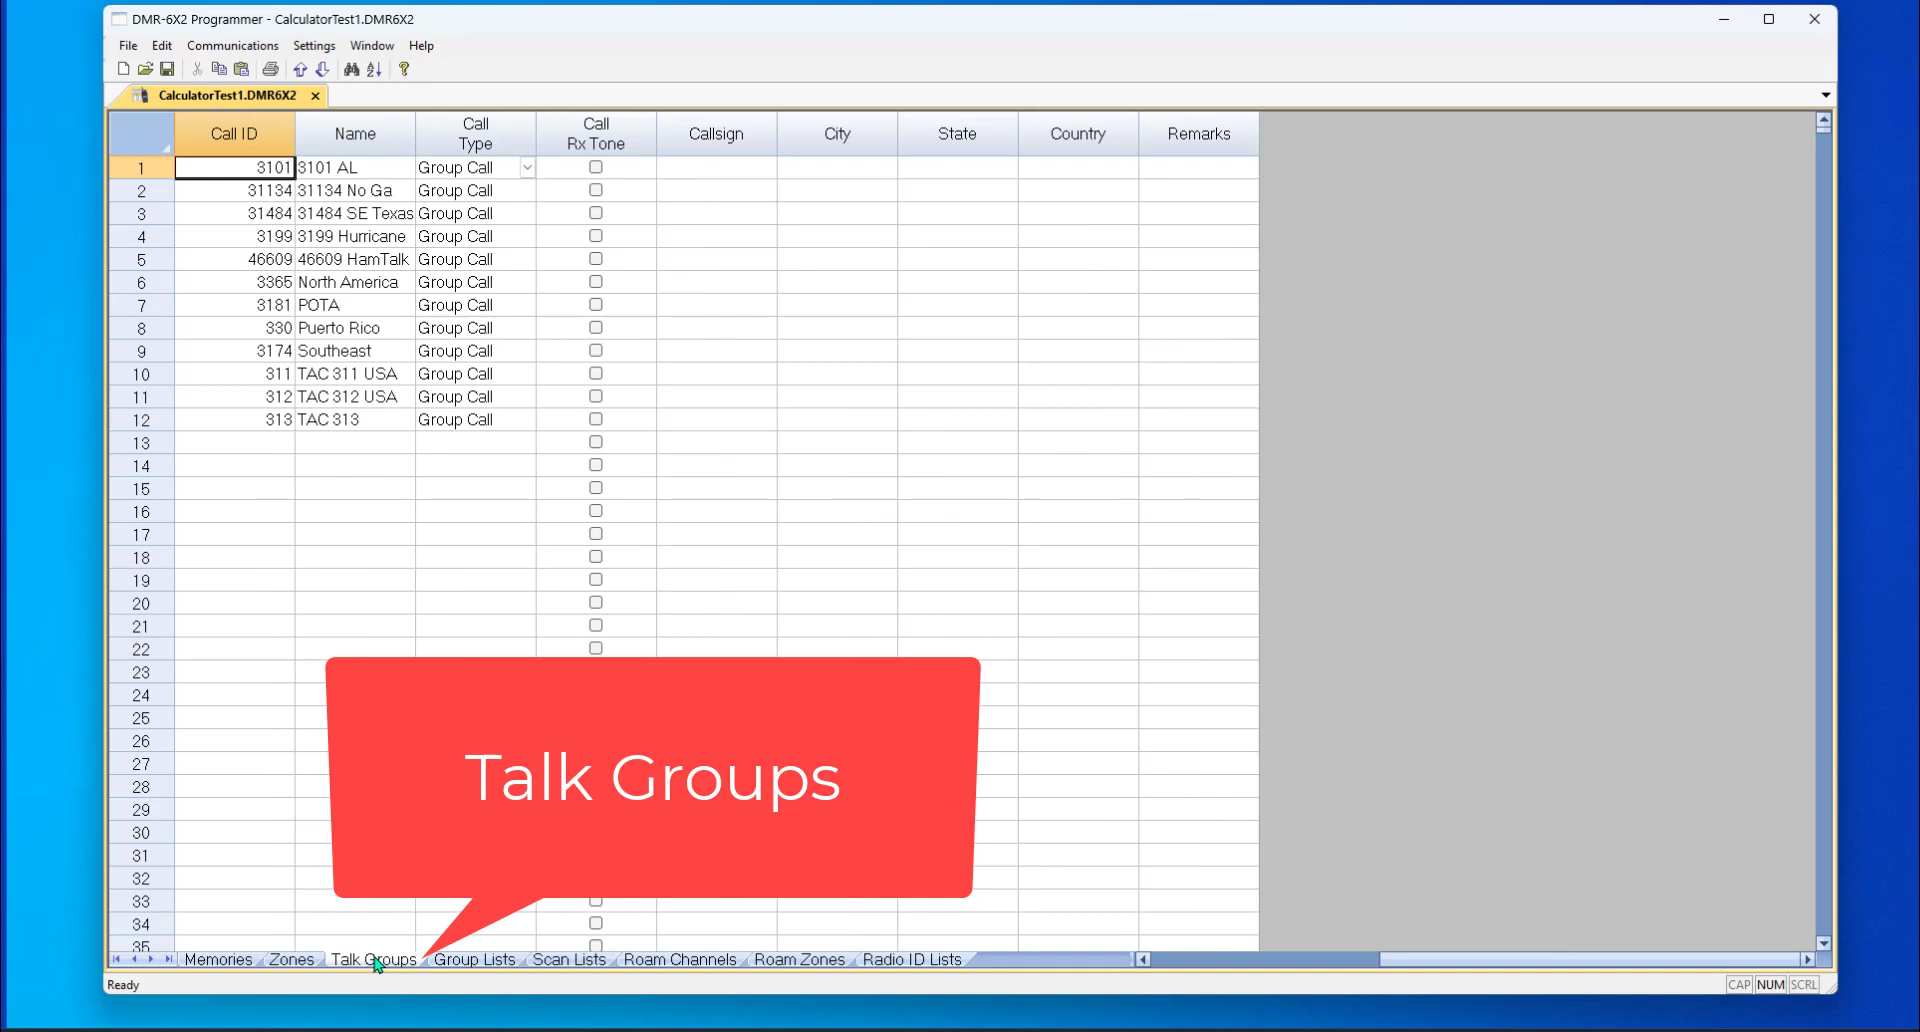 DMR-6X2 Programmer - CalculatorTest1.DMR6X2
File Edit Communications Settings Window Help
CalculatorTest1.DMR6X2
Call ID Name Call Type Call Rx Tone Callsign City State Country Remarks
1 3101 3101 AL Group Call
2 31134 31134 No Ga Group Call
3 31484 31484 SE Texas Group Call
4 3199 3199 Hurricane Group Call
5 46609 46609 HamTalk Group Call
6 3365 North America Group Call
7 3181 POTA Group Call
8 330 Puerto Rico Group Call
9 3174 Southeast Group Call
10 311 TAC 311 USA Group Call
11 312 TAC 312 USA Group Call
12 313 TAC 313 Group Call
13
14
15
16
17
18
19
20
21
22
23
24
25
26
27
28
29
30
31
32
33
34
35
Talk Groups
Memories Zones Talk Groups Group Lists Scan Lists Roam Channels Roam Zones Radio ID Lists
Ready CAP NUM SCRL